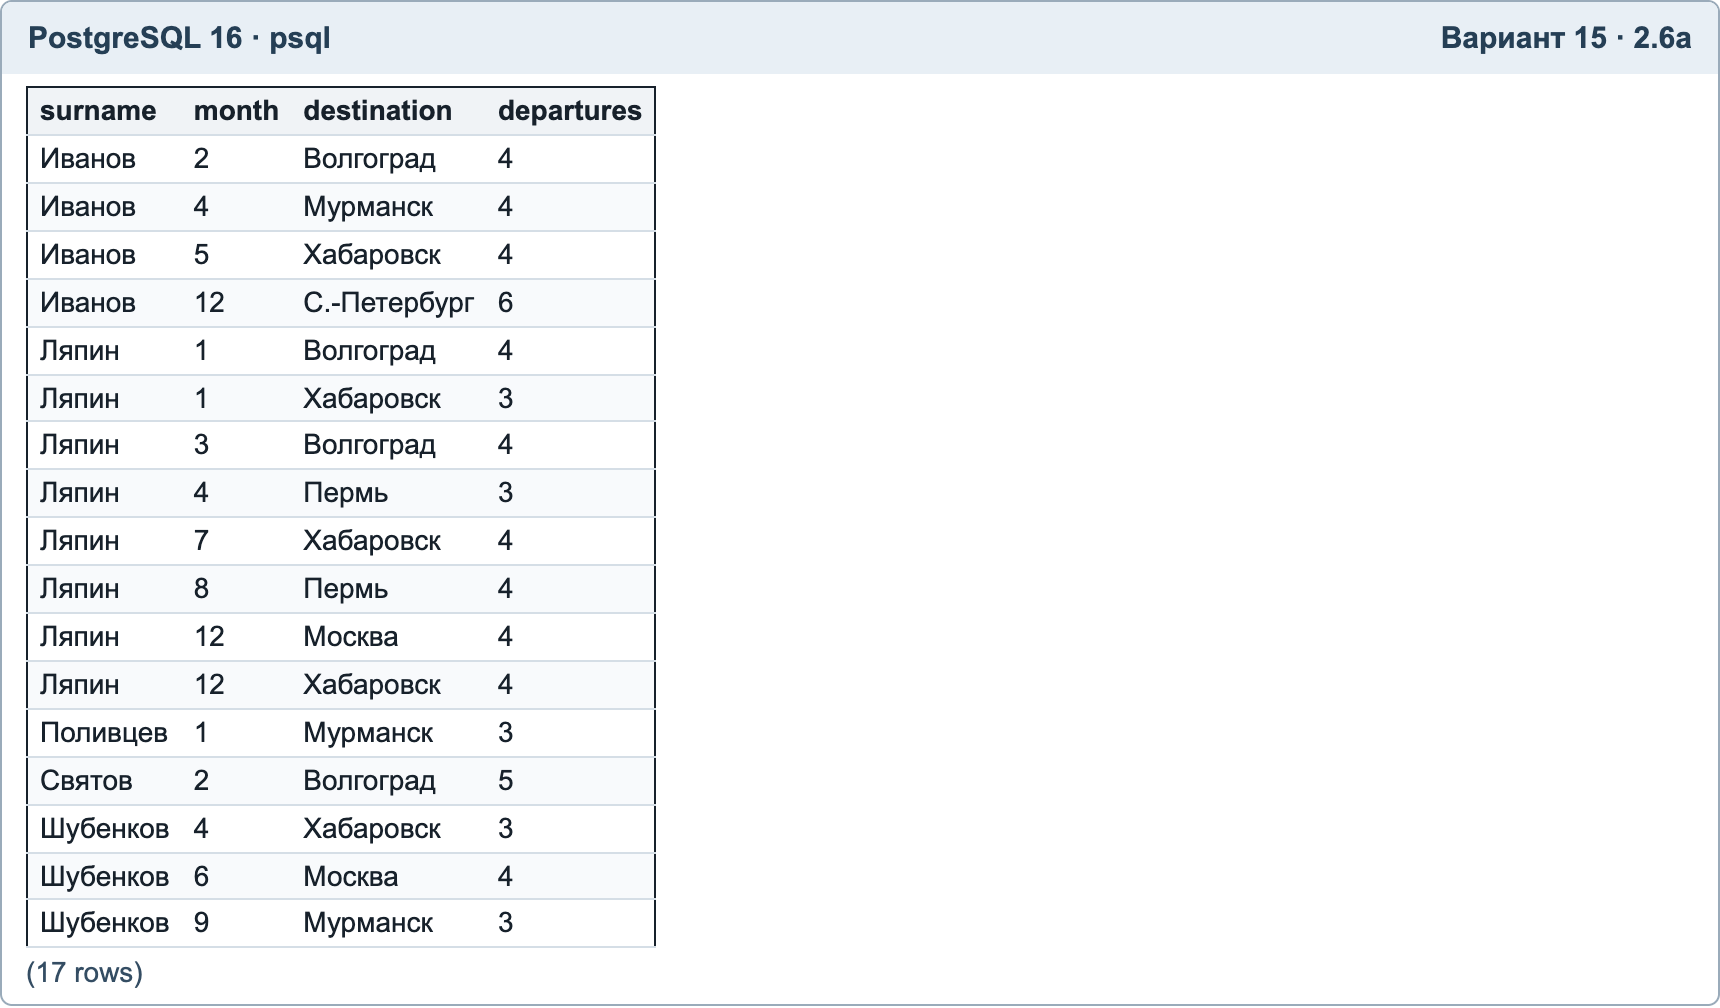 PostgreSQL 16 · psql Вариант 15 · 2.6а
surname month destination departures
Иванов 2 Волгоград 4
Иванов 4 Мурманск 4
Иванов 5 Хабаровск 4
Иванов 12 С.-Петербург 6
Ляпин 1 Волгоград 4
Ляпин 1 Хабаровск 3
Ляпин 3 Волгоград 4
Ляпин 4 Пермь 3
Ляпин 7 Хабаровск 4
Ляпин 8 Пермь 4
Ляпин 12 Москва 4
Ляпин 12 Хабаровск 4
Поливцев 1 Мурманск 3
Святов 2 Волгоград 5
Шубенков 4 Хабаровск 3
Шубенков 6 Москва 4
Шубенков 9 Мурманск 3
(17 rows)